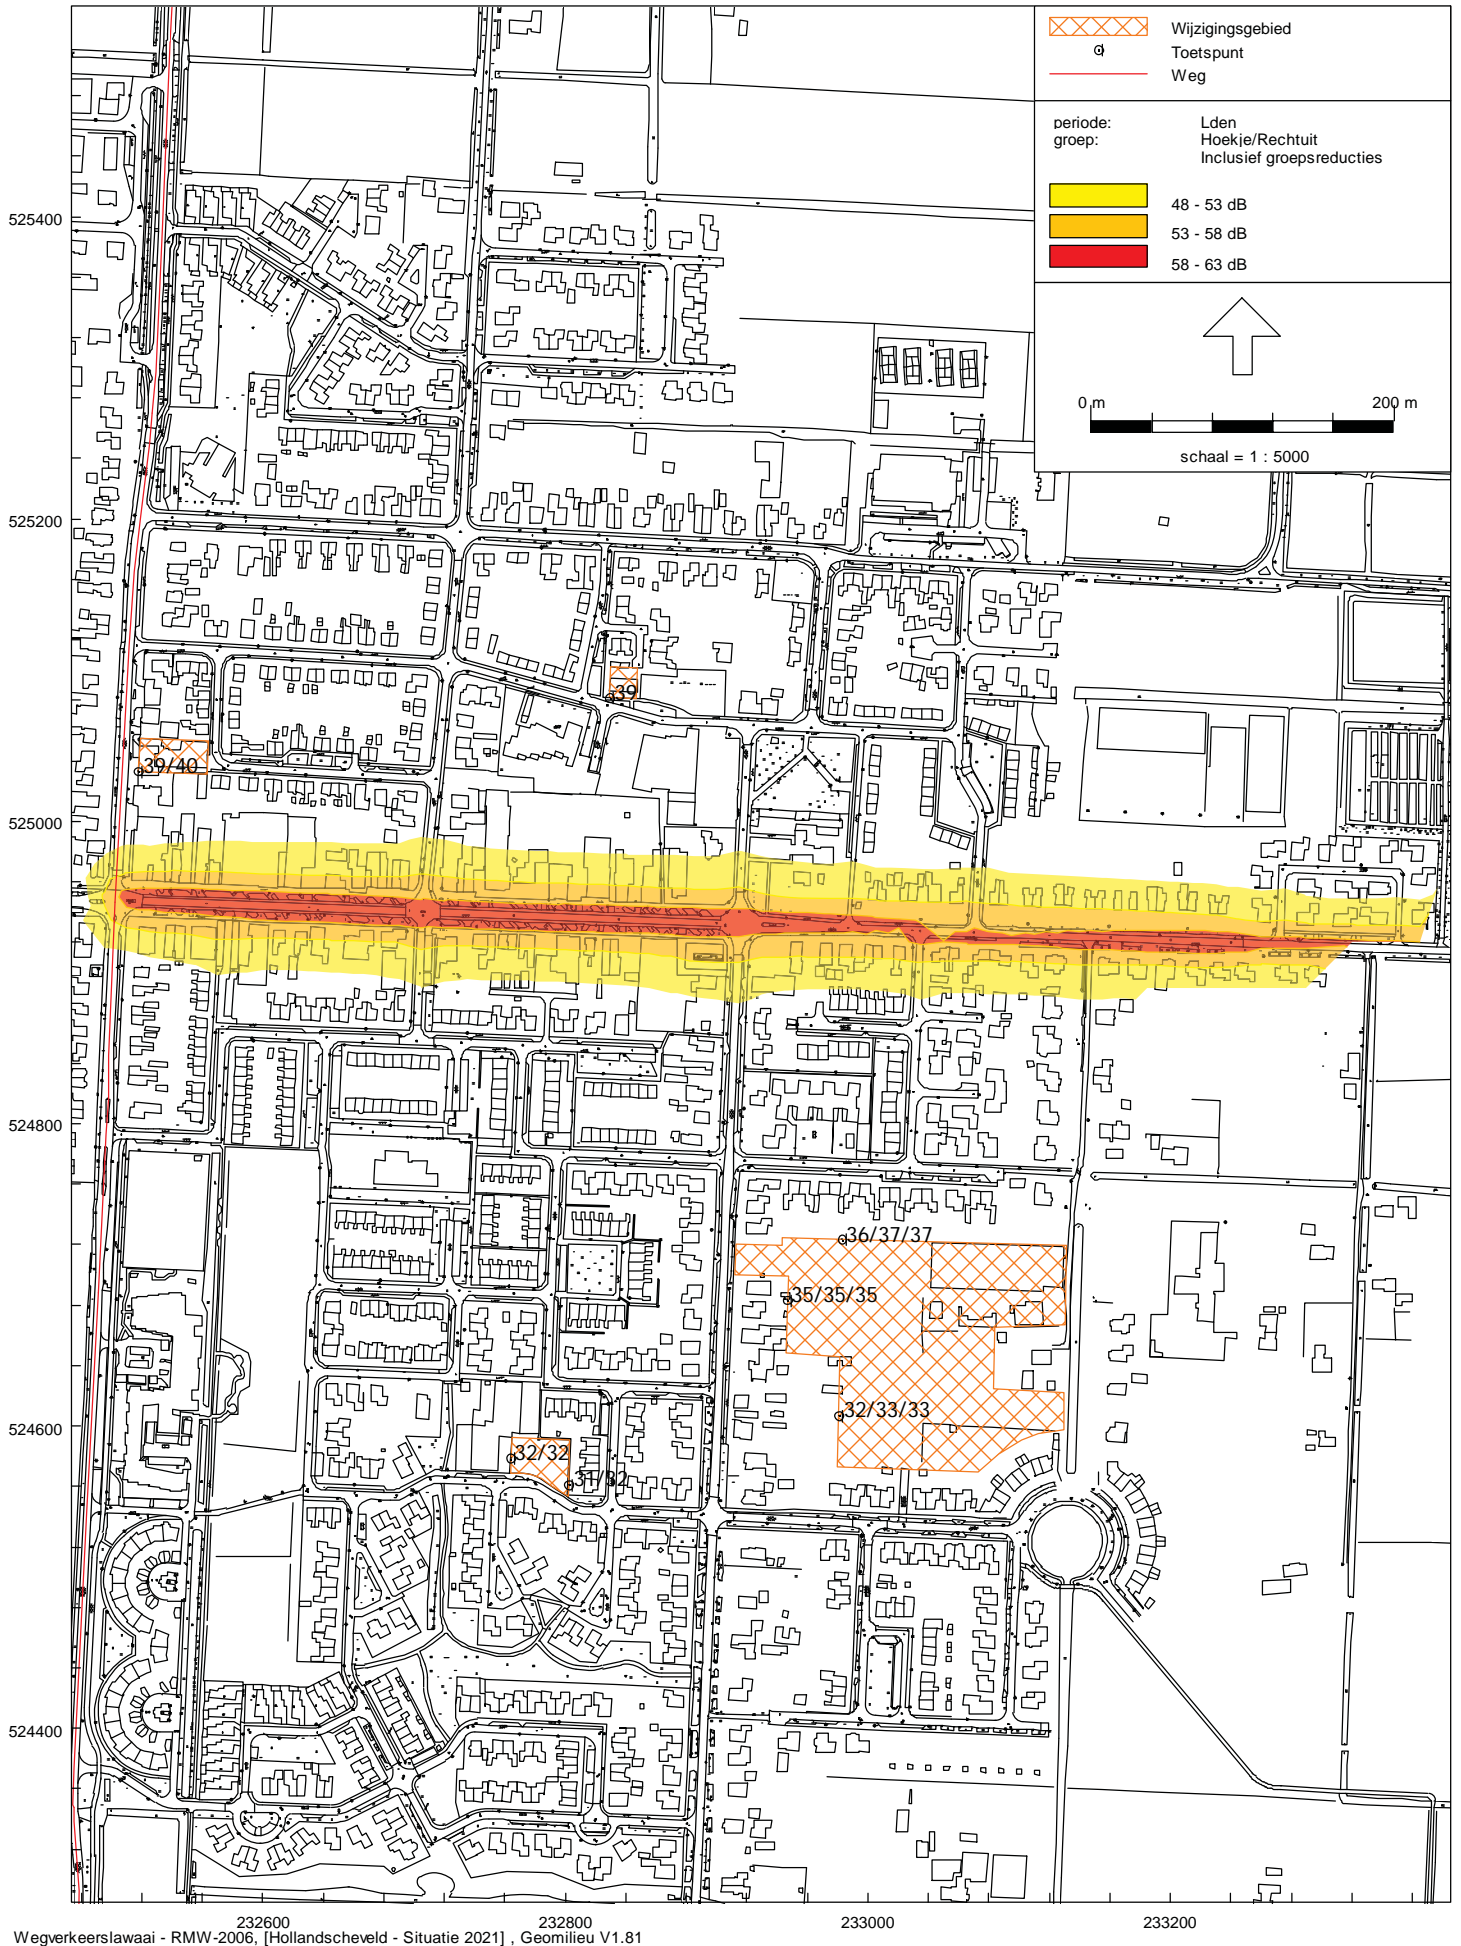 Wijzigingsgebied
Toetspunt
Weg
periode: Lden
groep: Hoekje/Rechtuit
Inclusief groepsreducties
48 - 53 dB
53 - 58 dB
58 - 63 dB
0 m 200 m
schaal = 1 : 5000
525400
525200
39
39/40
525000
524800
36/37/37
35/35/35
32/33/33
524600
32/32
31/32
524400
232600 232800 233000 233200
Wegverkeerslawaai - RMW-2006, [Hollandscheveld - Situatie 2021] , Geomilieu V1.81